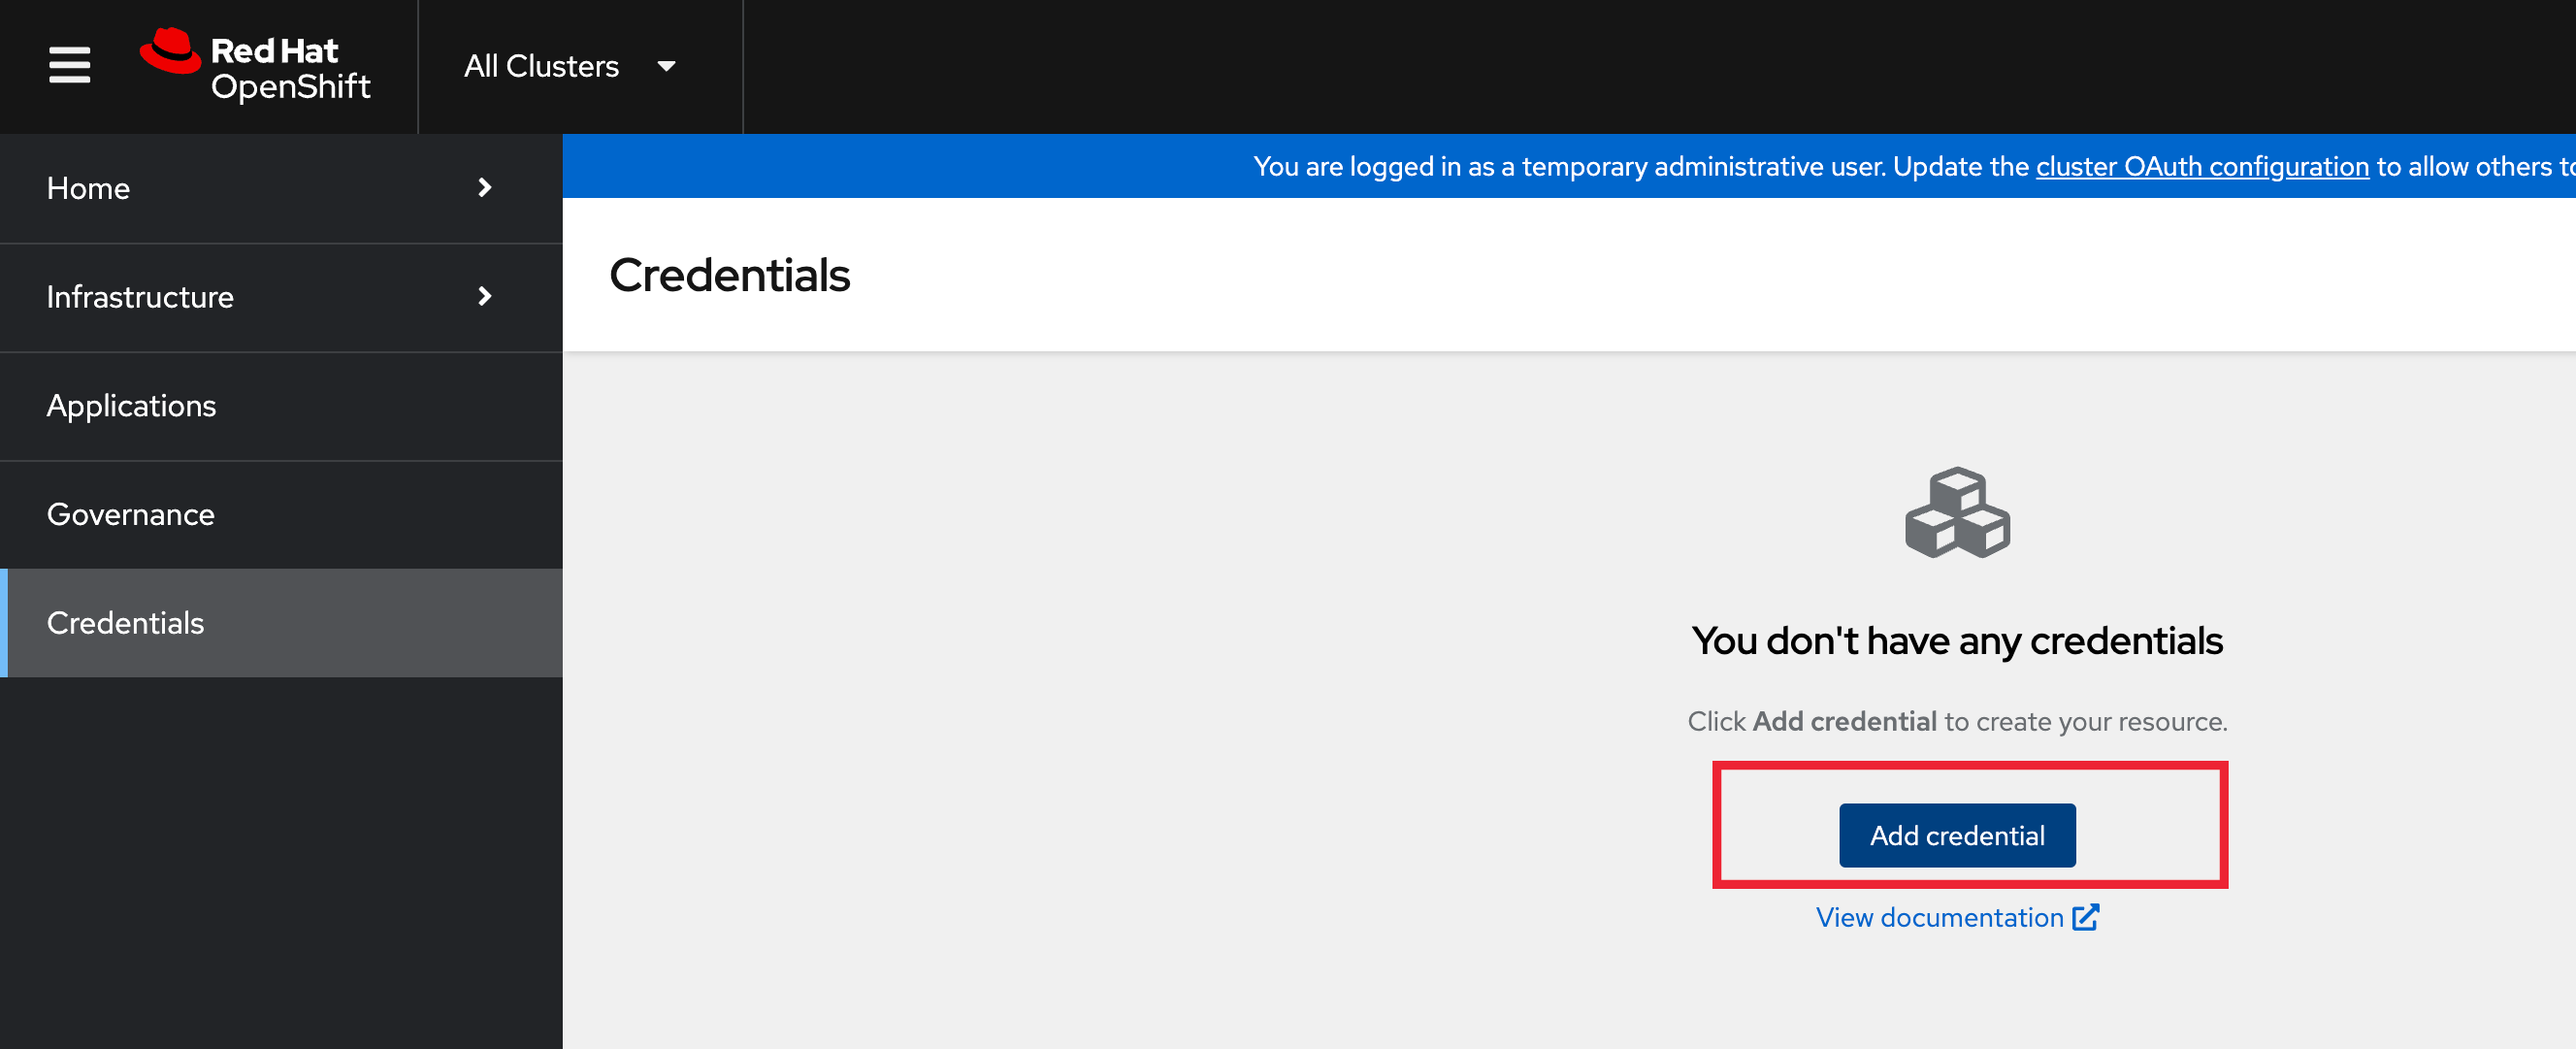 Red Hat
OpenShift
All Clusters
Home
Infrastructure
Applications
Governance
Credentials
You are logged in as a temporary administrative user. Update the cluster OAuth configuration to allow others to
Credentials
You don't have any credentials
Click Add credential to create your resource.
Add credential
View documentation